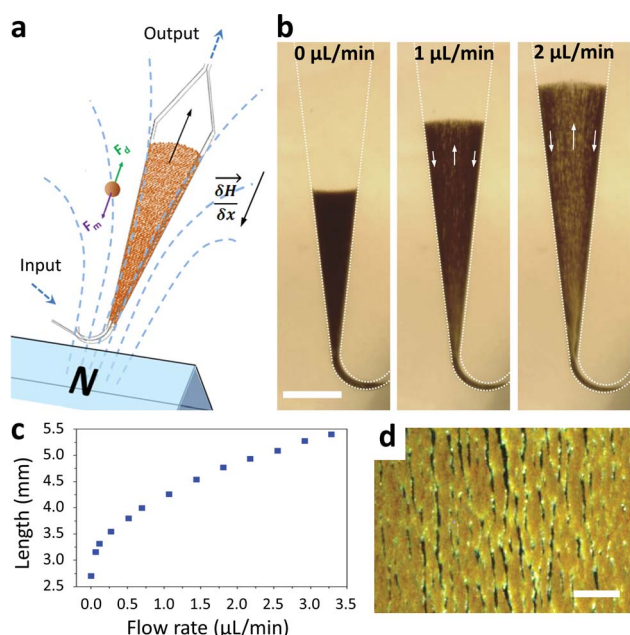 a
Output
F_d
F_m
δH
δx
Input
N
b
0 µL/min
1 µL/min
2 µL/min
c
Length (mm)
5.5
5.0
4.5
4.0
3.5
3.0
2.5
0.0 0.5 1.0 1.5 2.0 2.5 3.0 3.5
Flow rate (µL/min)
d